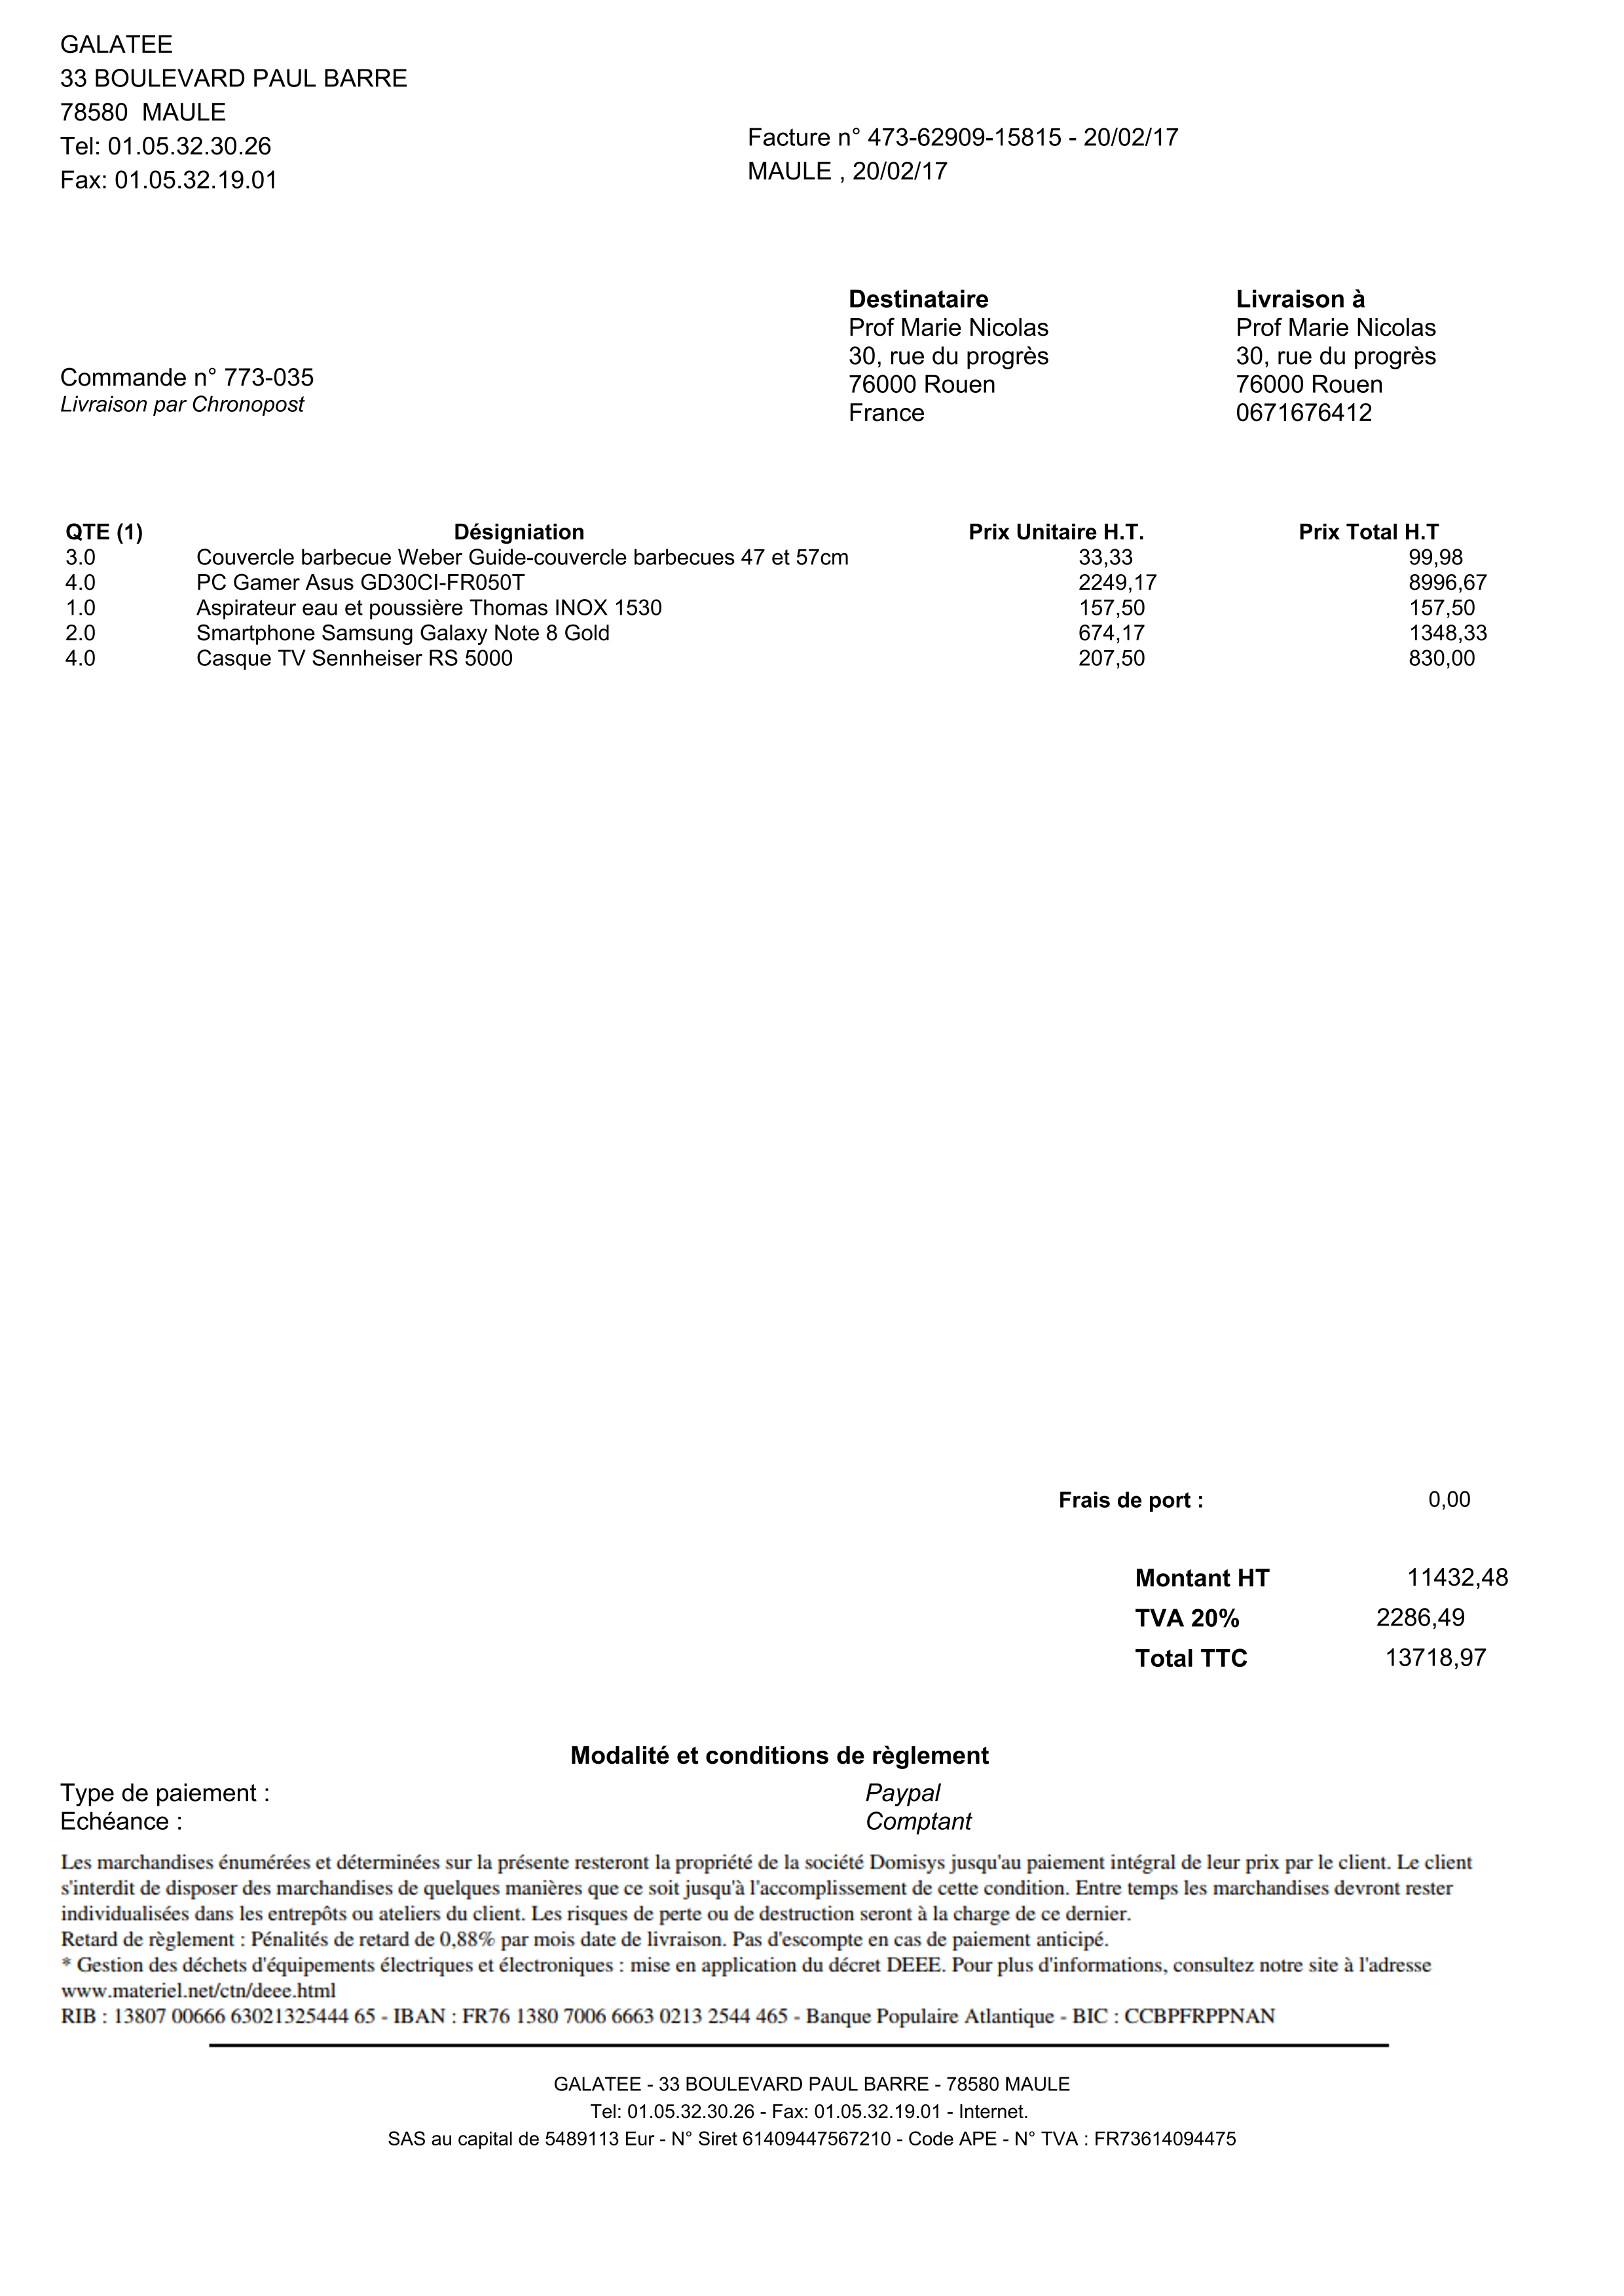 GALATEE
33 BOULEVARD PAUL BARRE
78580  MAULE
Tel: 01.05.32.30.26
Fax: 01.05.32.19.01
Facture n° 473-62909-15815 - 20/02/17
MAULE , 20/02/17
Destinataire
Prof Marie Nicolas
30, rue du progrès
76000 Rouen
France
Livraison à
Prof Marie Nicolas
30, rue du progrès
76000 Rouen
0671676412
Commande n° 773-035
Livraison par Chronopost
QTE (1) Désigniation Prix Unitaire H.T. Prix Total H.T
3.0 Couvercle barbecue Weber Guide-couvercle barbecues 47 et 57cm 33,33 99,98
4.0 PC Gamer Asus GD30CI-FR050T 2249,17 8996,67
1.0 Aspirateur eau et poussière Thomas INOX 1530 157,50 157,50
2.0 Smartphone Samsung Galaxy Note 8 Gold 674,17 1348,33
4.0 Casque TV Sennheiser RS 5000 207,50 830,00
Frais de port : 0,00
Montant HT 11432,48
TVA 20% 2286,49
Total TTC 13718,97
Modalité et conditions de règlement
Type de paiement : Paypal
Echéance : Comptant
Les marchandises énumérées et déterminées sur la présente resteront la propriété de la société Domisys jusqu'au paiement intégral de leur prix par le client. Le client
s'interdit de disposer des marchandises de quelques manières que ce soit jusqu'à l'accomplissement de cette condition. Entre temps les marchandises devront rester
individualisées dans les entrepôts ou ateliers du client. Les risques de perte ou de destruction seront à la charge de ce dernier.
Retard de règlement : Pénalités de retard de 0,88% par mois date de livraison. Pas d'escompte en cas de paiement anticipé.
* Gestion des déchets d'équipements électriques et électroniques : mise en application du décret DEEE. Pour plus d'informations, consultez notre site à l'adresse
www.materiel.net/ctn/deee.html
RIB : 13807 00666 63021325444 65 - IBAN : FR76 1380 7006 6663 0213 2544 465 - Banque Populaire Atlantique - BIC : CCBPFRPPNAN
GALATEE - 33 BOULEVARD PAUL BARRE - 78580 MAULE
Tel: 01.05.32.30.26 - Fax: 01.05.32.19.01 - Internet.
SAS au capital de 5489113 Eur - N° Siret 61409447567210 - Code APE - N° TVA : FR73614094475